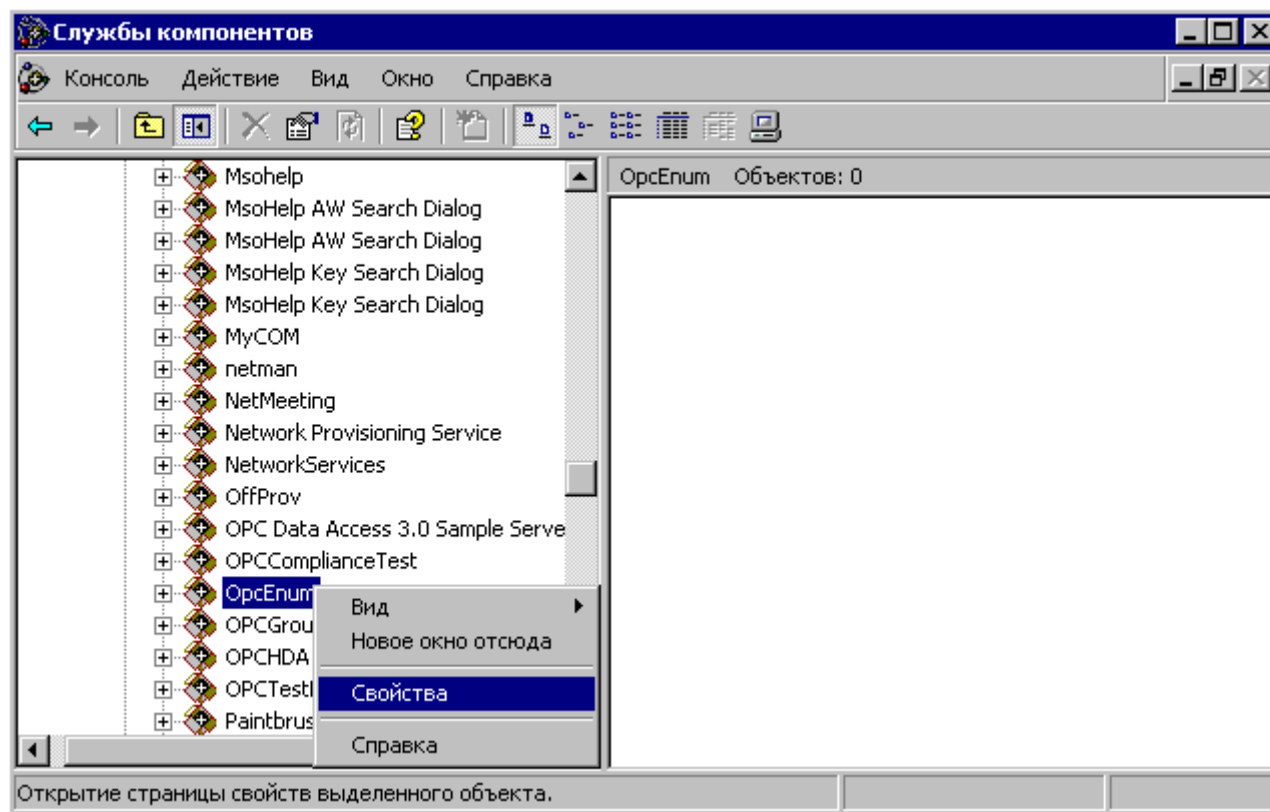 Службы компонентов
Консоль Действие Вид Окно Справка
OpcEnum Объектов: 0
Msohelp
MsoHelp AW Search Dialog
MsoHelp AW Search Dialog
MsoHelp Key Search Dialog
MsoHelp Key Search Dialog
MyCOM
netman
NetMeeting
Network Provisioning Service
NetworkServices
OffProv
OPC Data Access 3.0 Sample Serve
OPCComplianceTest
OpcEnum
OPCGrou
OPCHDA
OPCTest
Paintbrus
Вид
Новое окно отсюда
Свойства
Справка
Открытие страницы свойств выделенного объекта.